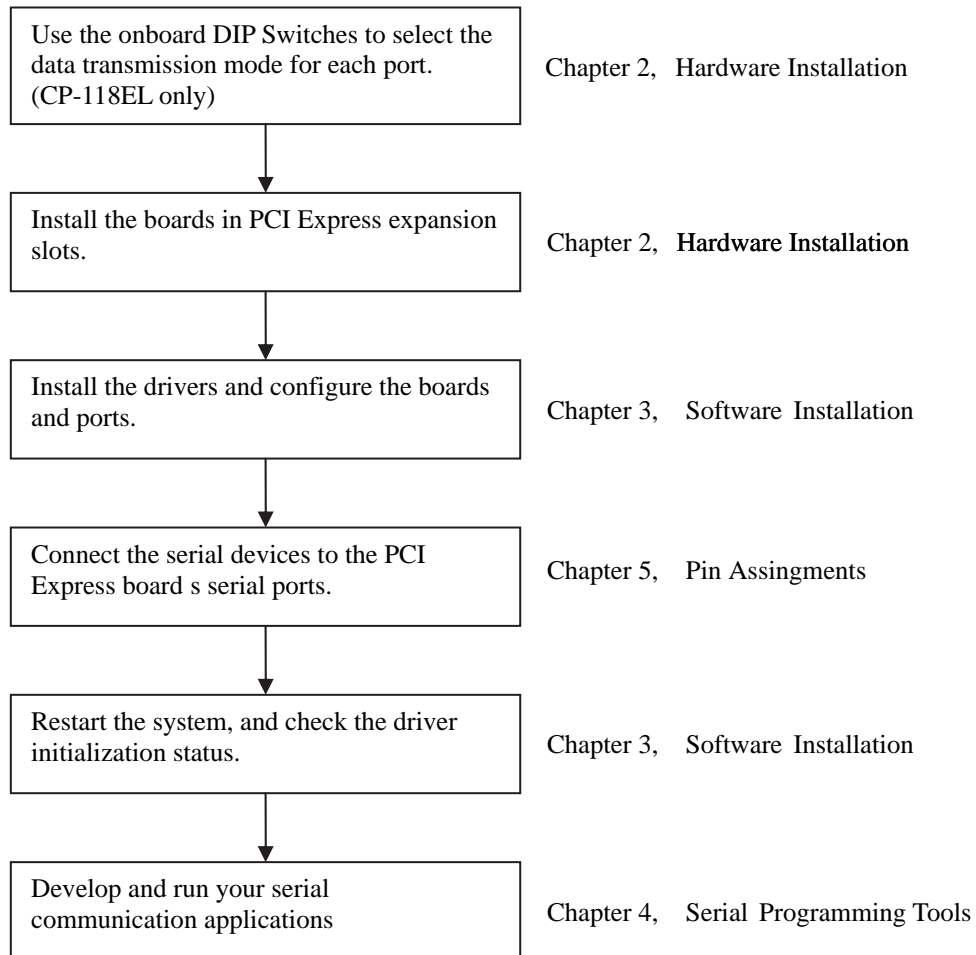 Use the onboard DIP Switches to select the
data transmission mode for each port.
(CP-118EL only)
Chapter 2, Hardware Installation
Install the boards in PCI Express expansion
slots.
Chapter 2, Hardware Installation
Install the drivers and configure the boards
and ports.
Chapter 3, Software Installation
Connect the serial devices to the PCI
Express board s serial ports.
Chapter 5, Pin Assingments
Restart the system, and check the driver
initialization status.
Chapter 3, Software Installation
Develop and run your serial
communication applications
Chapter 4, Serial Programming Tools